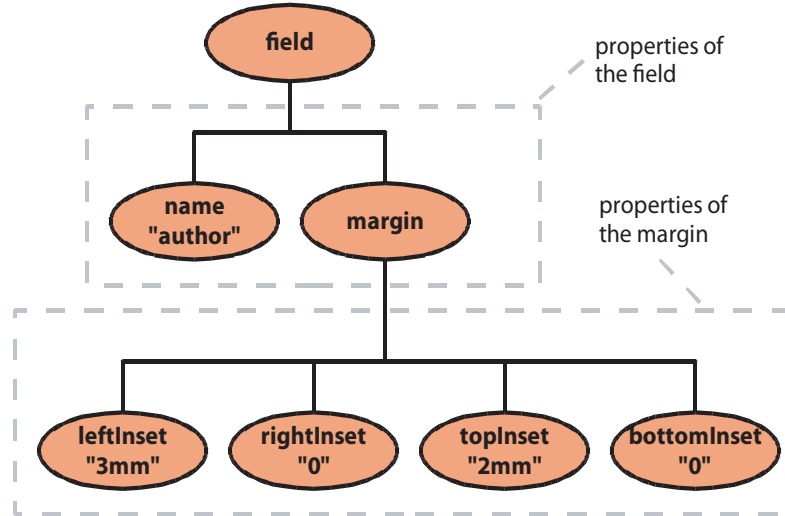 field
properties of
the field
name
"author"
margin
properties of
the margin
leftInset
"3mm"
rightInset
"0"
topInset
"2mm"
bottomInset
"0"